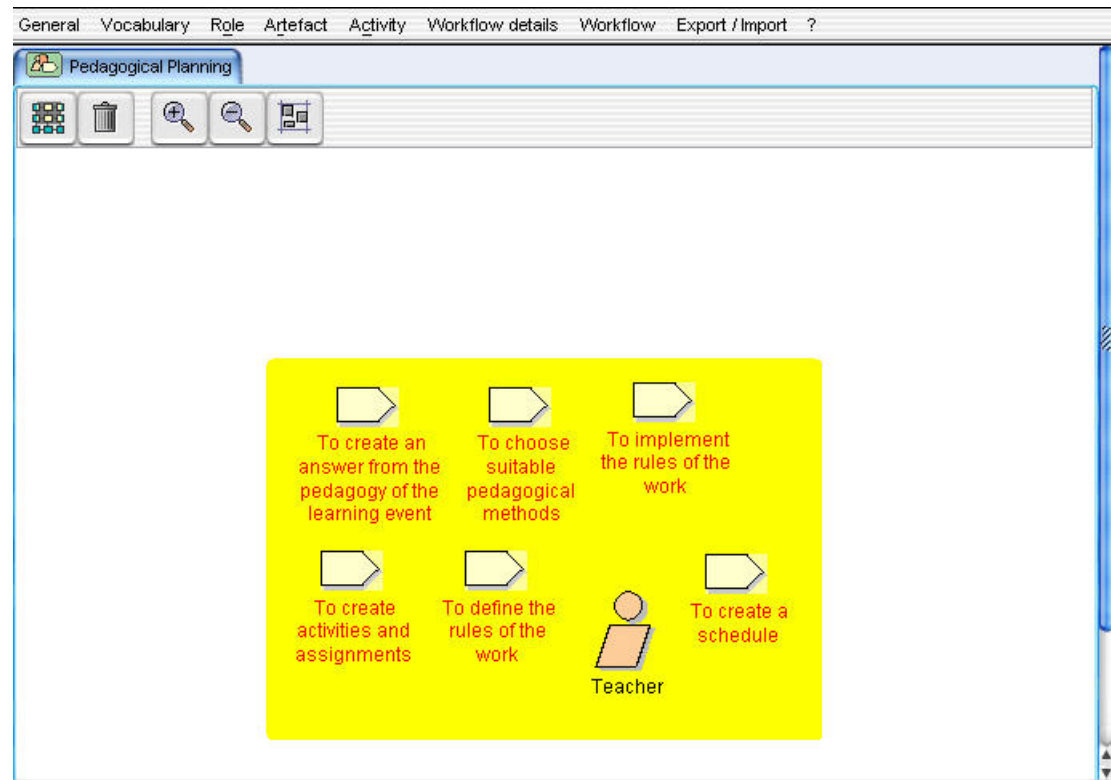 General Vocabulary Role Artefact Activity Workflow details Workflow Export / Import ?
Pedagogical Planning
To create an
answer from the
pedagogy of the
learning event
To choose
suitable
pedagogical
methods
To implement
the rules of the
work
To create
activities and
assignments
To define the
rules of the
work
Teacher
To create a
schedule